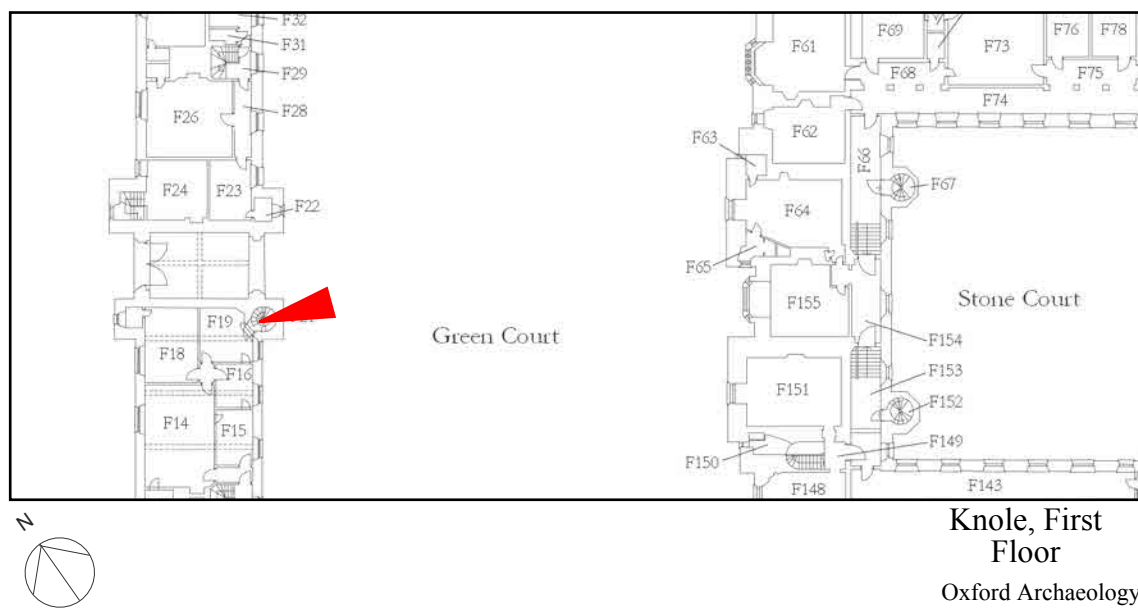 F32
F31
F29
F28
F26
F24
F23
F22
F19
F18
F16
F14
F15
Green Court
F61
F69
F73
F76
F78
F68
F75
F74
F62
F63
F66
F67
F64
F65
F155
Stone Court
F154
F153
F151
F152
F149
F150
F148
F143
N
Knole, First
Floor
Oxford Archaeology